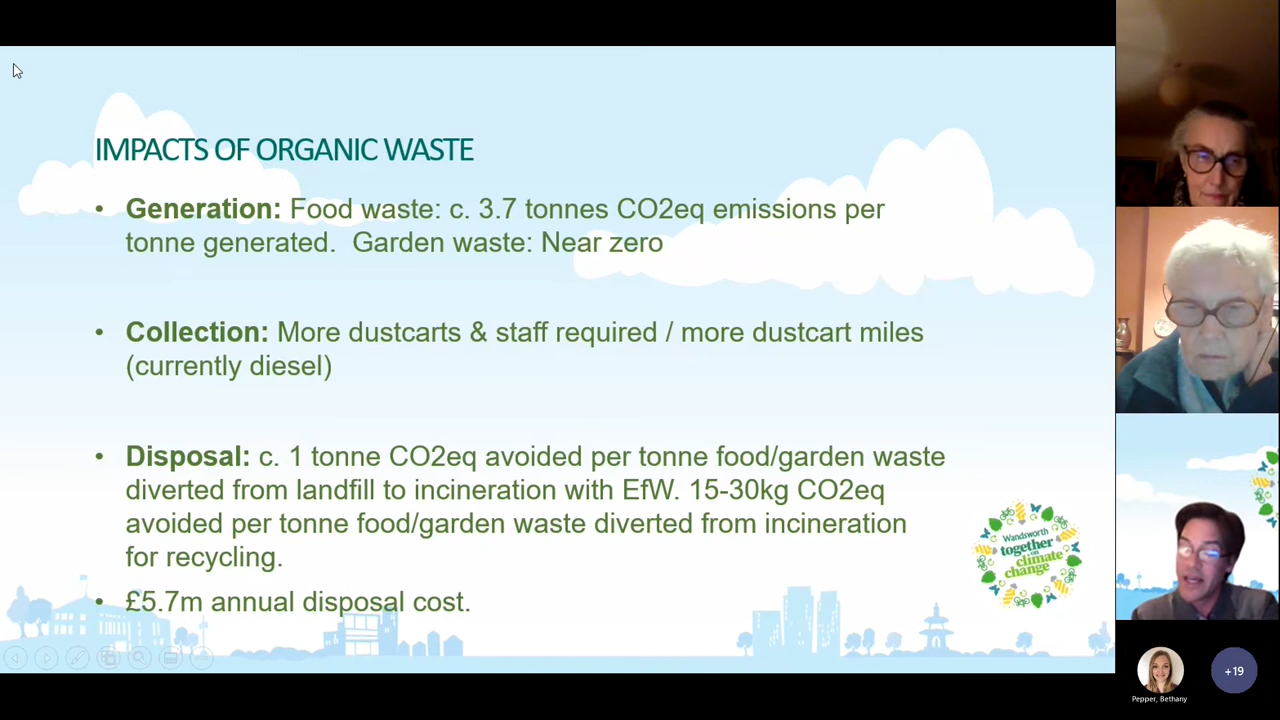 IMPACTS OF ORGANIC WASTE
• Generation: Food waste: c. 3.7 tonnes CO2eq emissions per
tonne generated.  Garden waste: Near zero
• Collection: More dustcarts & staff required / more dustcart miles
(currently diesel)
• Disposal: c. 1 tonne CO2eq avoided per tonne food/garden waste
diverted from landfill to incineration with EfW. 15-30kg CO2eq
avoided per tonne food/garden waste diverted from incineration
for recycling.
• £5.7m annual disposal cost.
Wandsworth
together
on
climate
change
Pepper, Bethany
+19